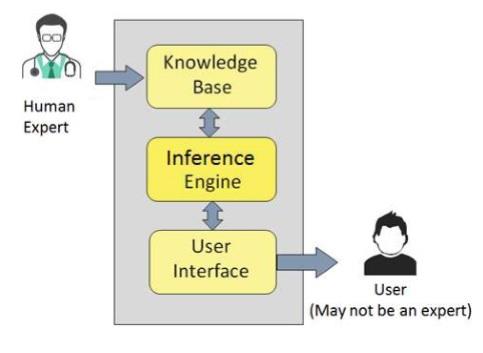 Knowledge
Base
Human
Expert
Inference
Engine
User
Interface
User
(May not be an expert)